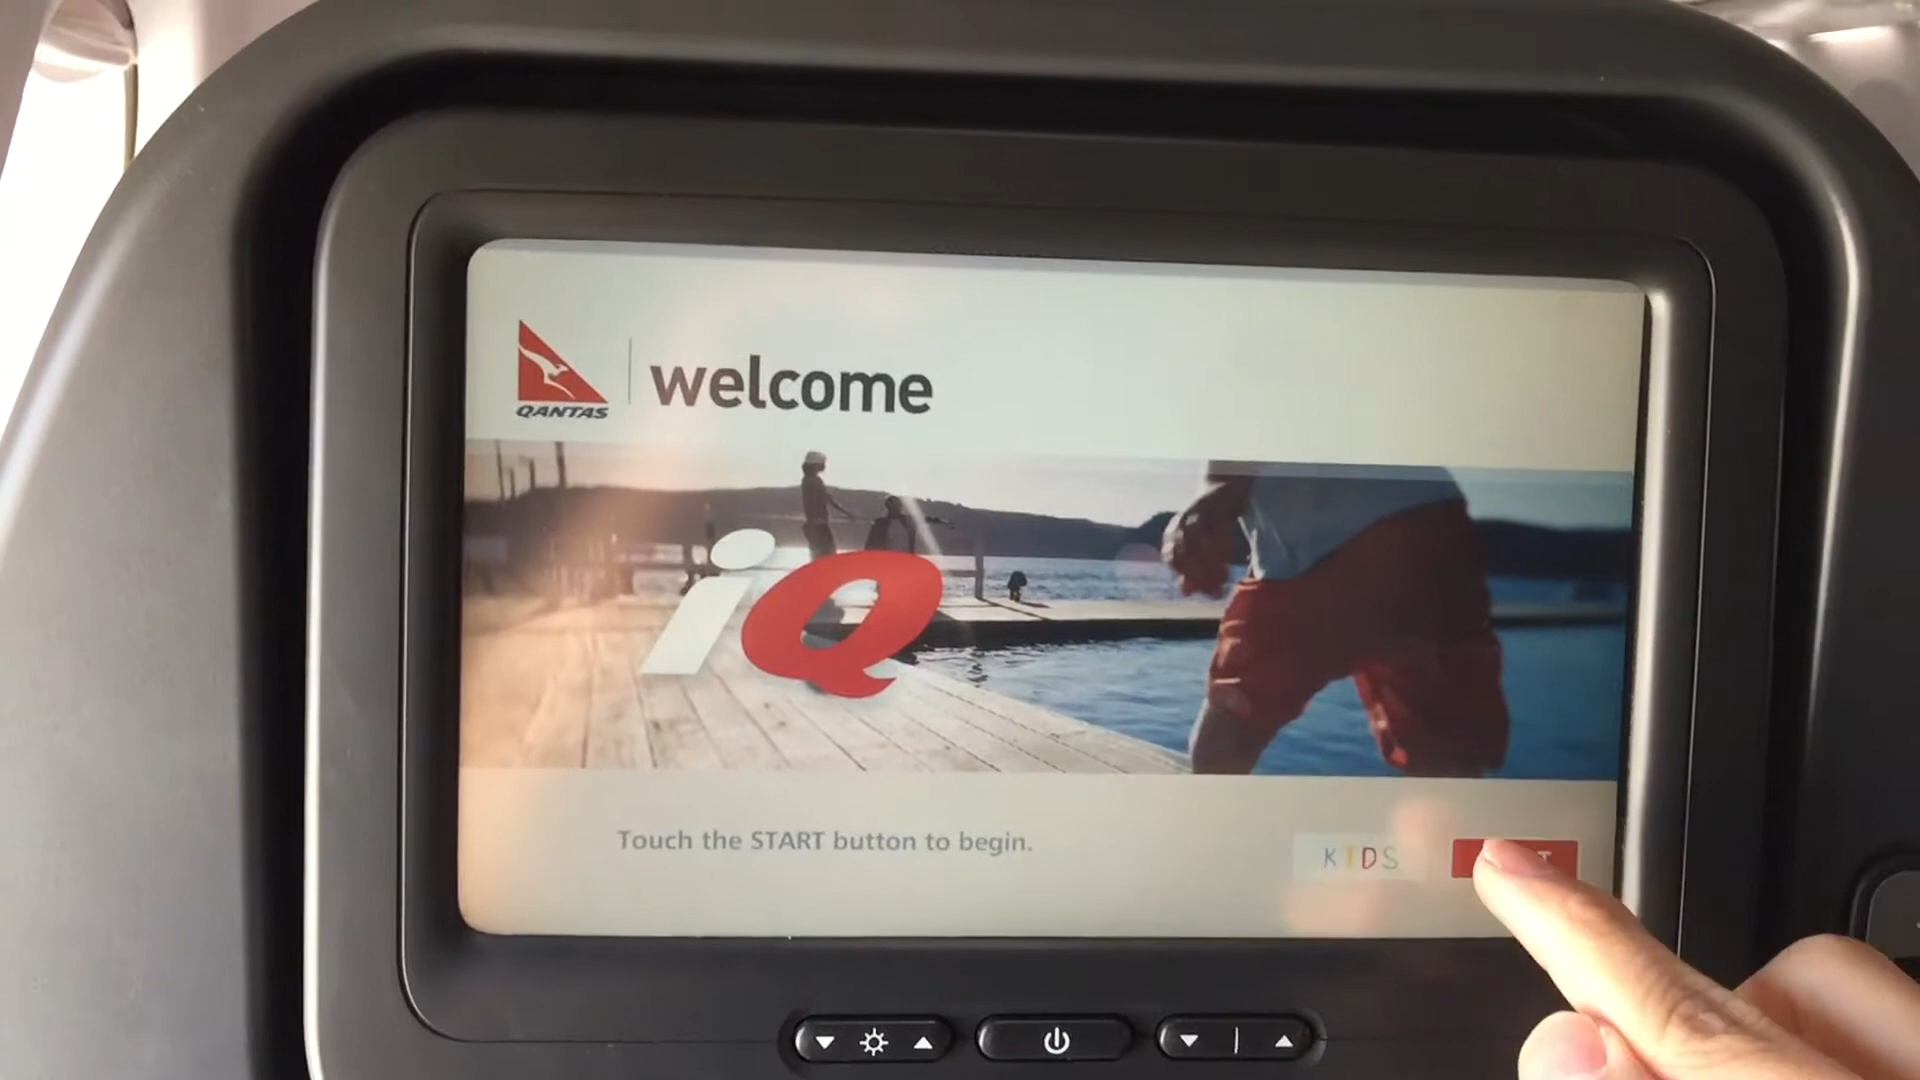 QANTAS
welcome
iQ
Touch the START button to begin.
KIDS